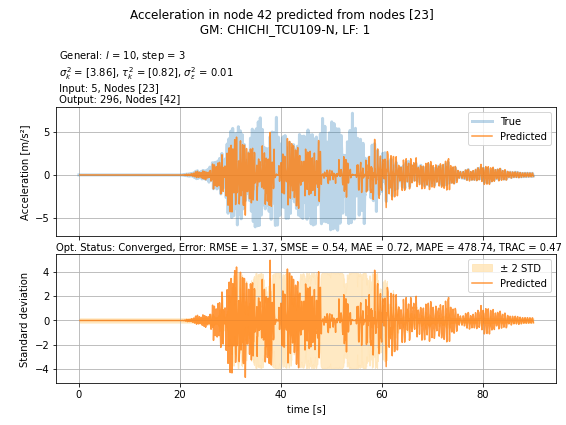 Acceleration in node 42 predicted from nodes [23]
GM: CHICHI_TCU109-N, LF: 1
General: l = 10, step = 3
σ²ₖ = [3.86], τ²ₖ = [0.82], σ²ε = 0.01
Input: 5, Nodes [23]
Output: 296, Nodes [42]
Acceleration [m/s²]
5
0
−5
True
Predicted
Opt. Status: Converged, Error: RMSE = 1.37, SMSE = 0.54, MAE = 0.72, MAPE = 478.74, TRAC = 0.47
Standard deviation
4
2
0
−2
−4
± 2 STD
Predicted
0 20 40 60 80
time [s]